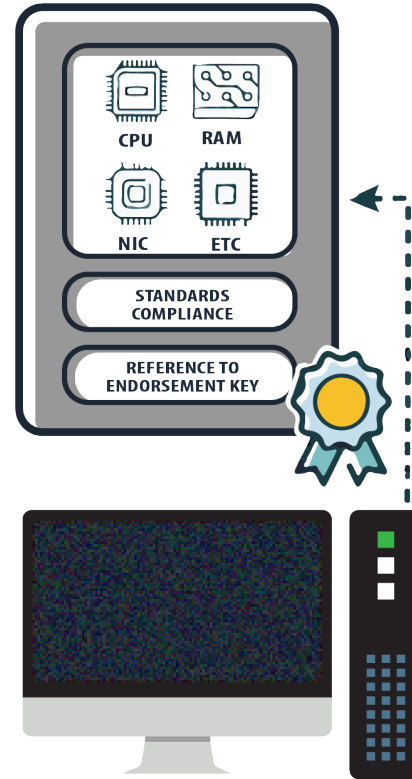 CPU
RAM
NIC
ETC
STANDARDS
COMPLIANCE
REFERENCE TO
ENDORSEMENT KEY